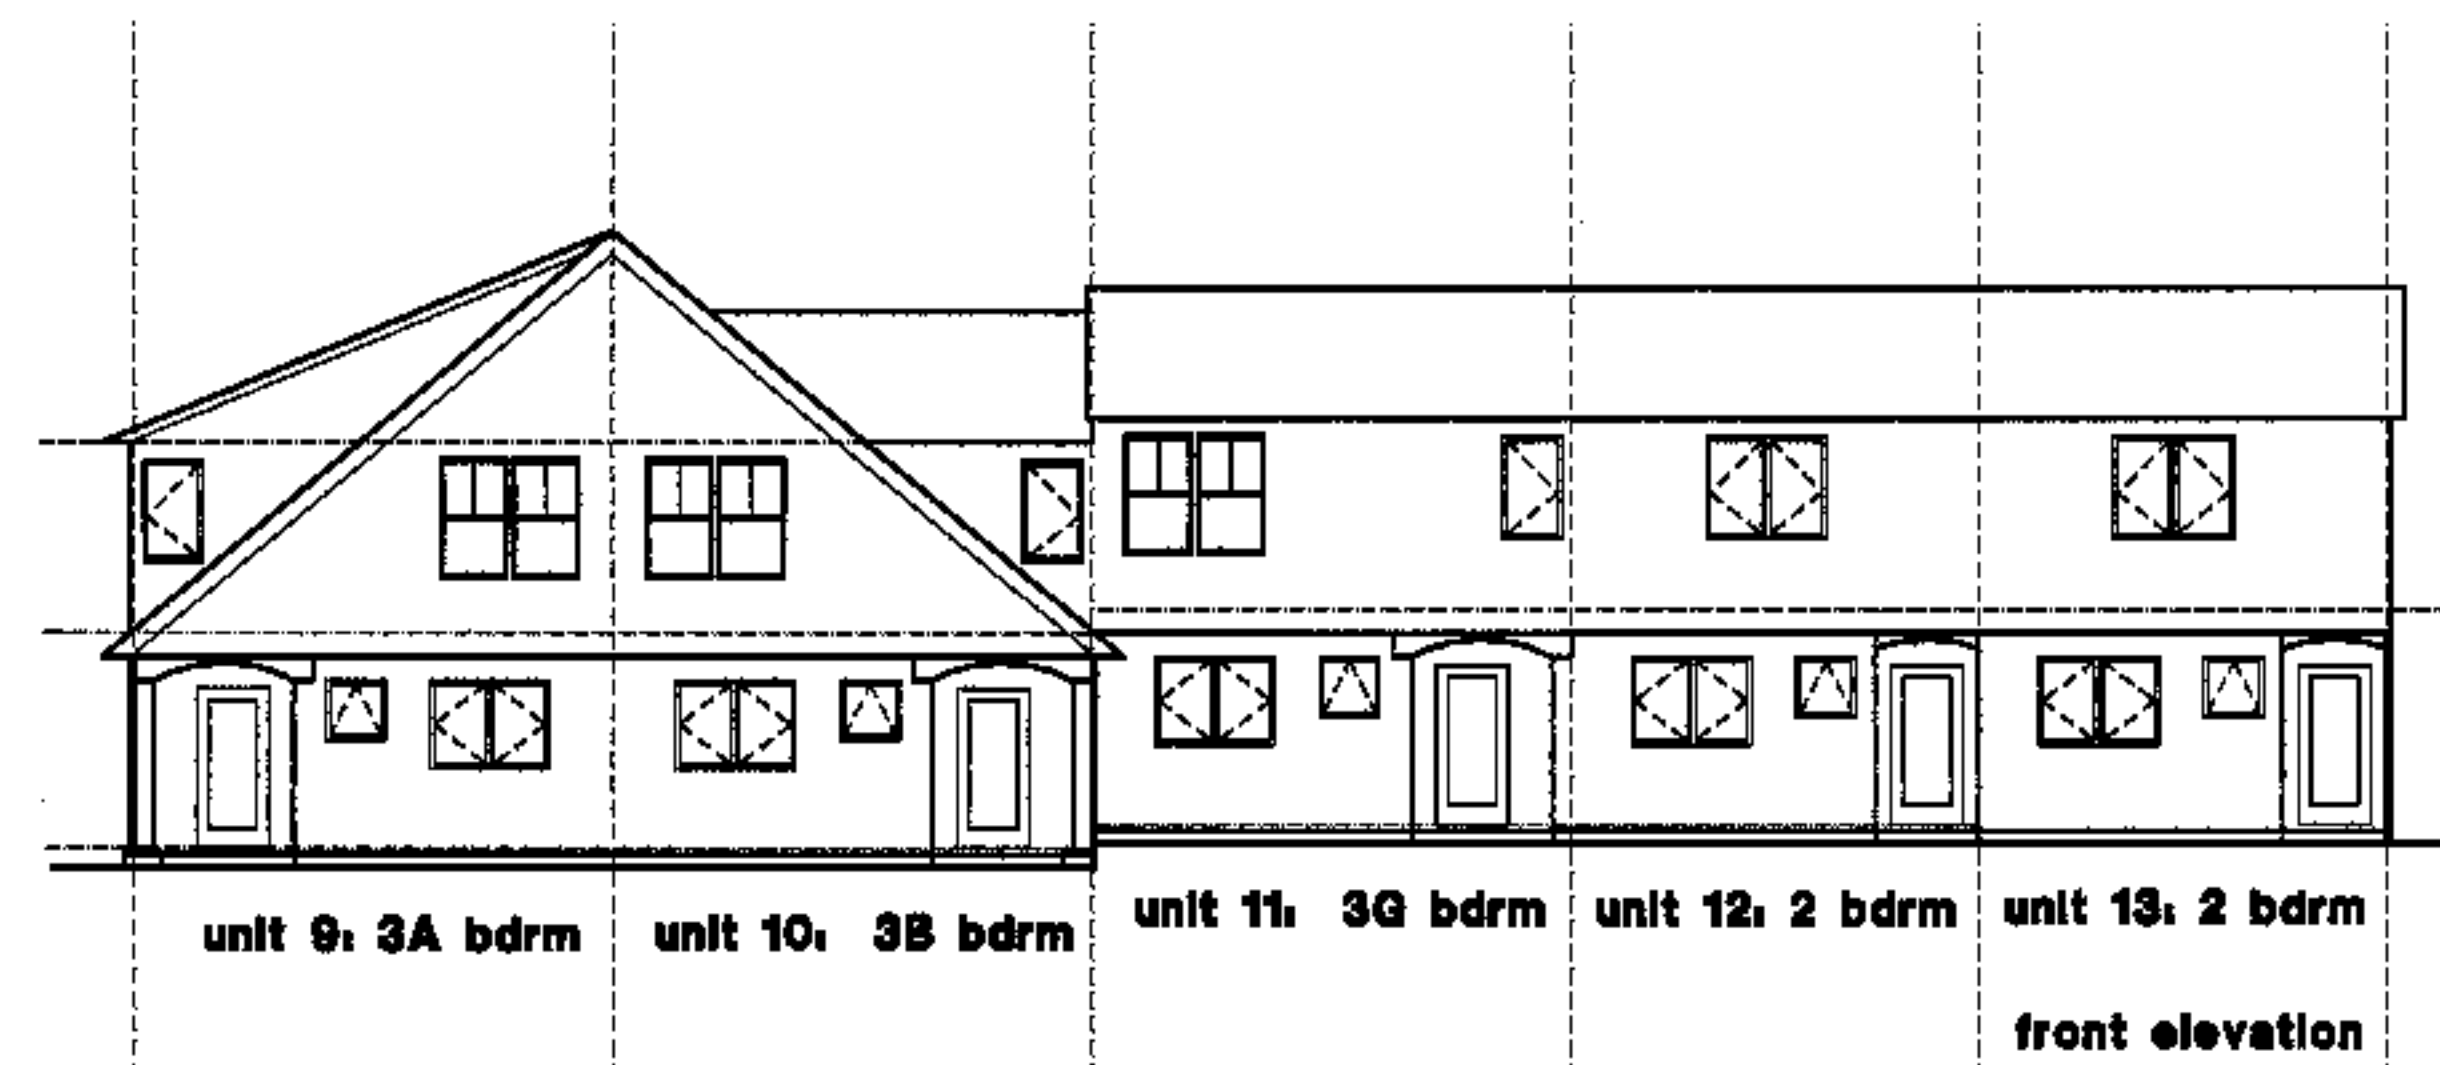 unit 9: 3A bdrm
unit 10: 3B bdrm
unit 11: 3G bdrm
unit 12: 2 bdrm
unit 13: 2 bdrm
front elevation